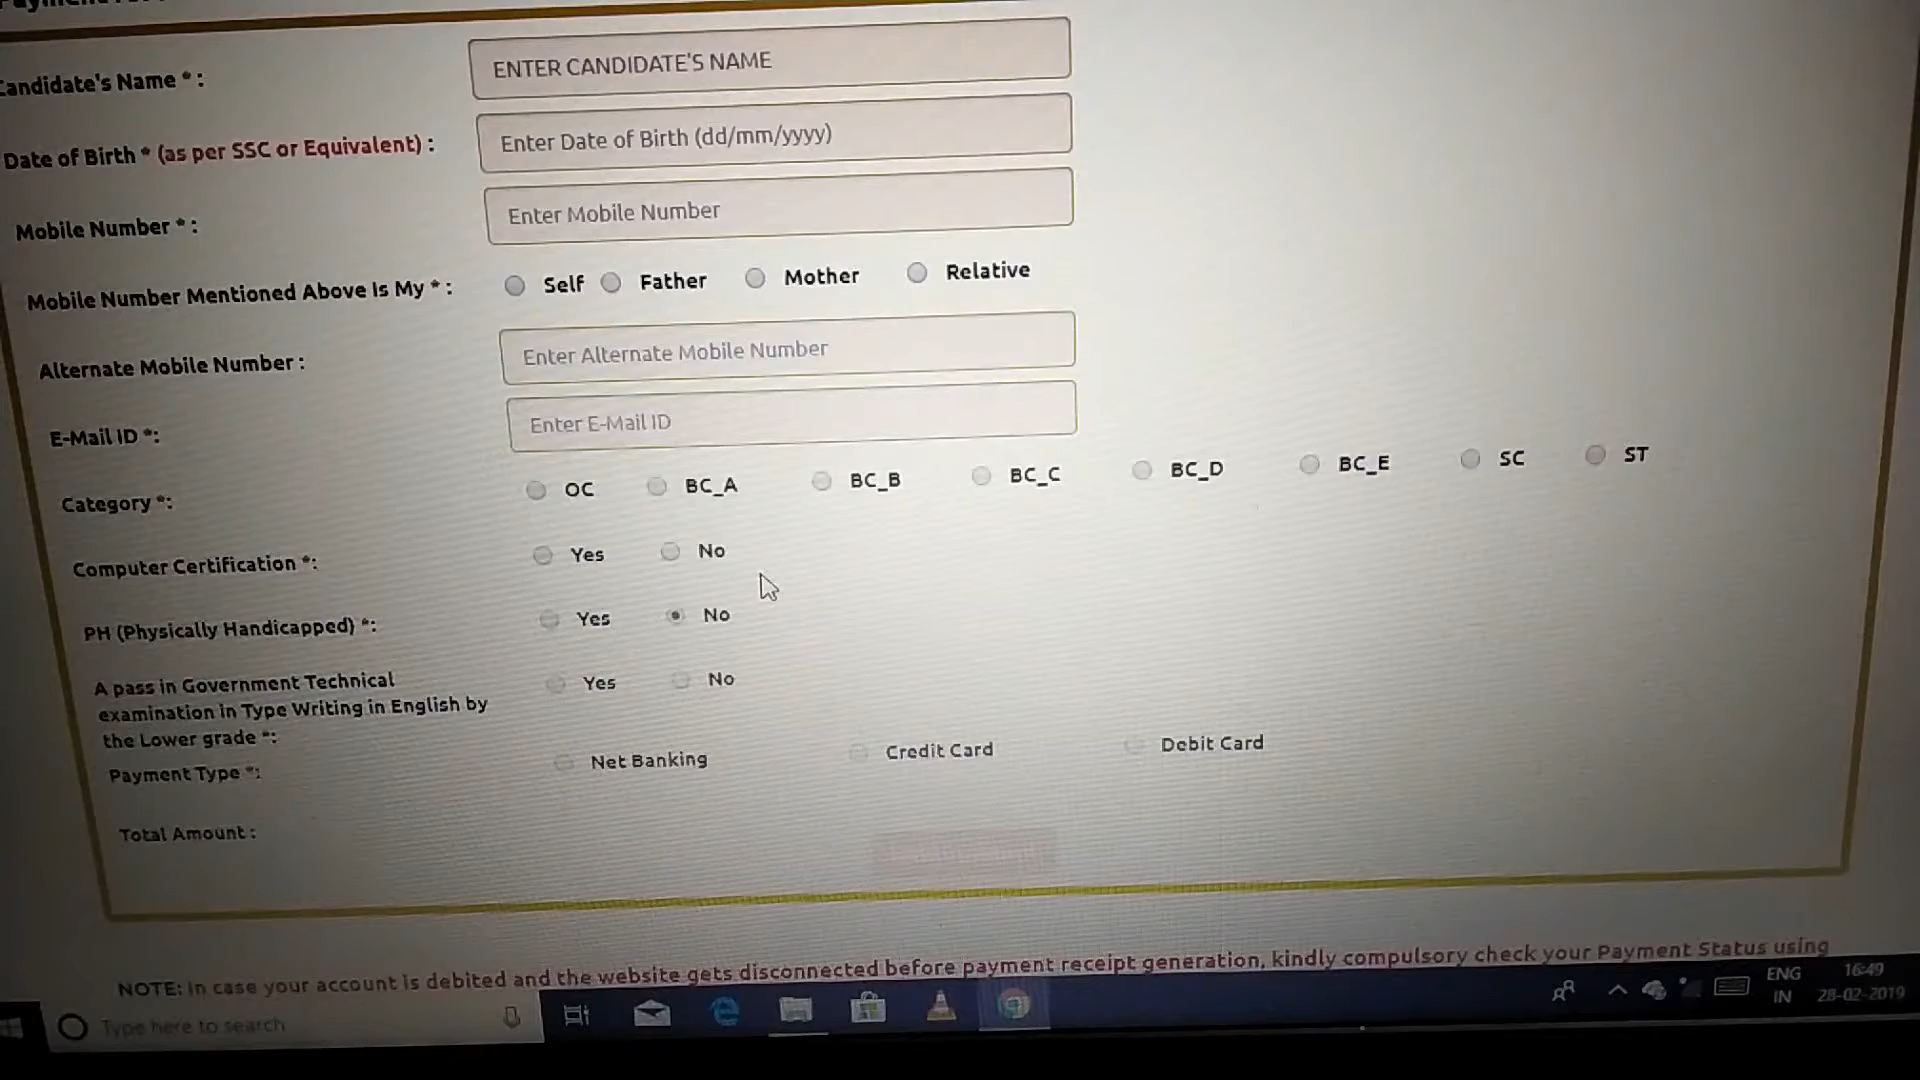 Candidate's Name * :
ENTER CANDIDATE'S NAME
Date of Birth * (as per SSC or Equivalent) :
Enter Date of Birth (dd/mm/yyyy)
Mobile Number * :
Enter Mobile Number
Mobile Number Mentioned Above Is My * :
Self Father Mother Relative
Alternate Mobile Number :
Enter Alternate Mobile Number
E-Mail ID *:
Enter E-Mail ID
Category *:
OC BC_A BC_B BC_C BC_D BC_E SC ST
Computer Certification *:
Yes No
PH (Physically Handicapped) *:
Yes No
A pass in Government Technical
examination in Type Writing in English by
the Lower grade *:
Yes No
Payment Type *:
Net Banking Credit Card Debit Card
Total Amount :
NOTE: In case your account is debited and the website gets disconnected before payment receipt generation, kindly compulsory check your Payment Status using
Type here to search
ENG
IN
16:49
28-02-2019